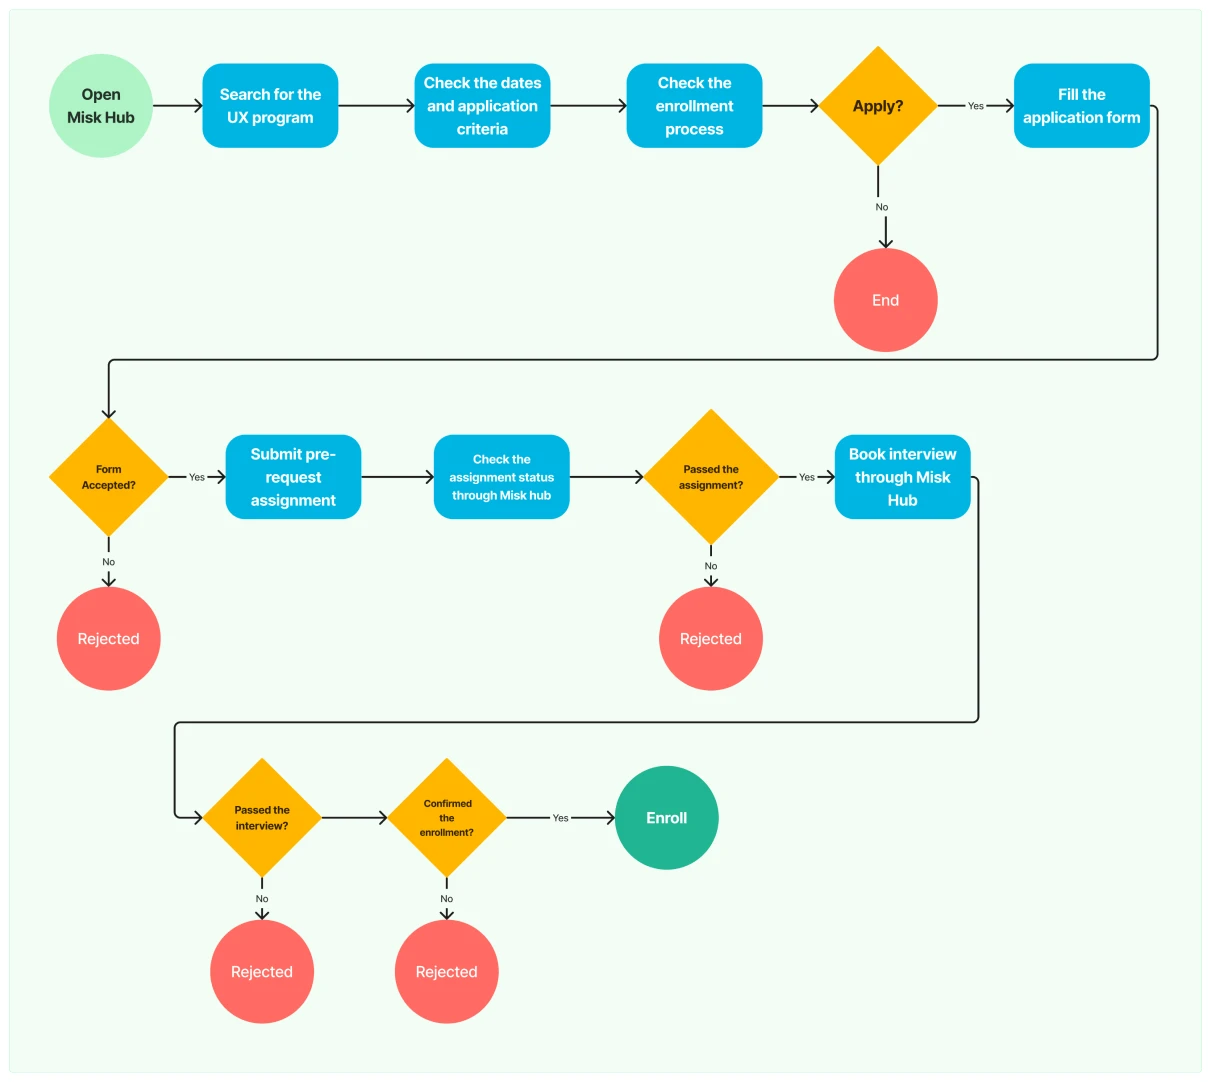 Open
Misk Hub
Search for the
UX program
Check the dates
and application
criteria
Check the
enrollment
process
Apply?
Yes
Fill the
application form
No
End
Form
Accepted?
Yes
Submit pre-
request
assignment
Check the
assignment status
through Misk hub
Passed the
assignment?
Yes
Book interview
through Misk
Hub
No
Rejected
No
Rejected
Passed the
interview?
Confirmed
the
enrollment?
Yes
Enroll
No
Rejected
No
Rejected